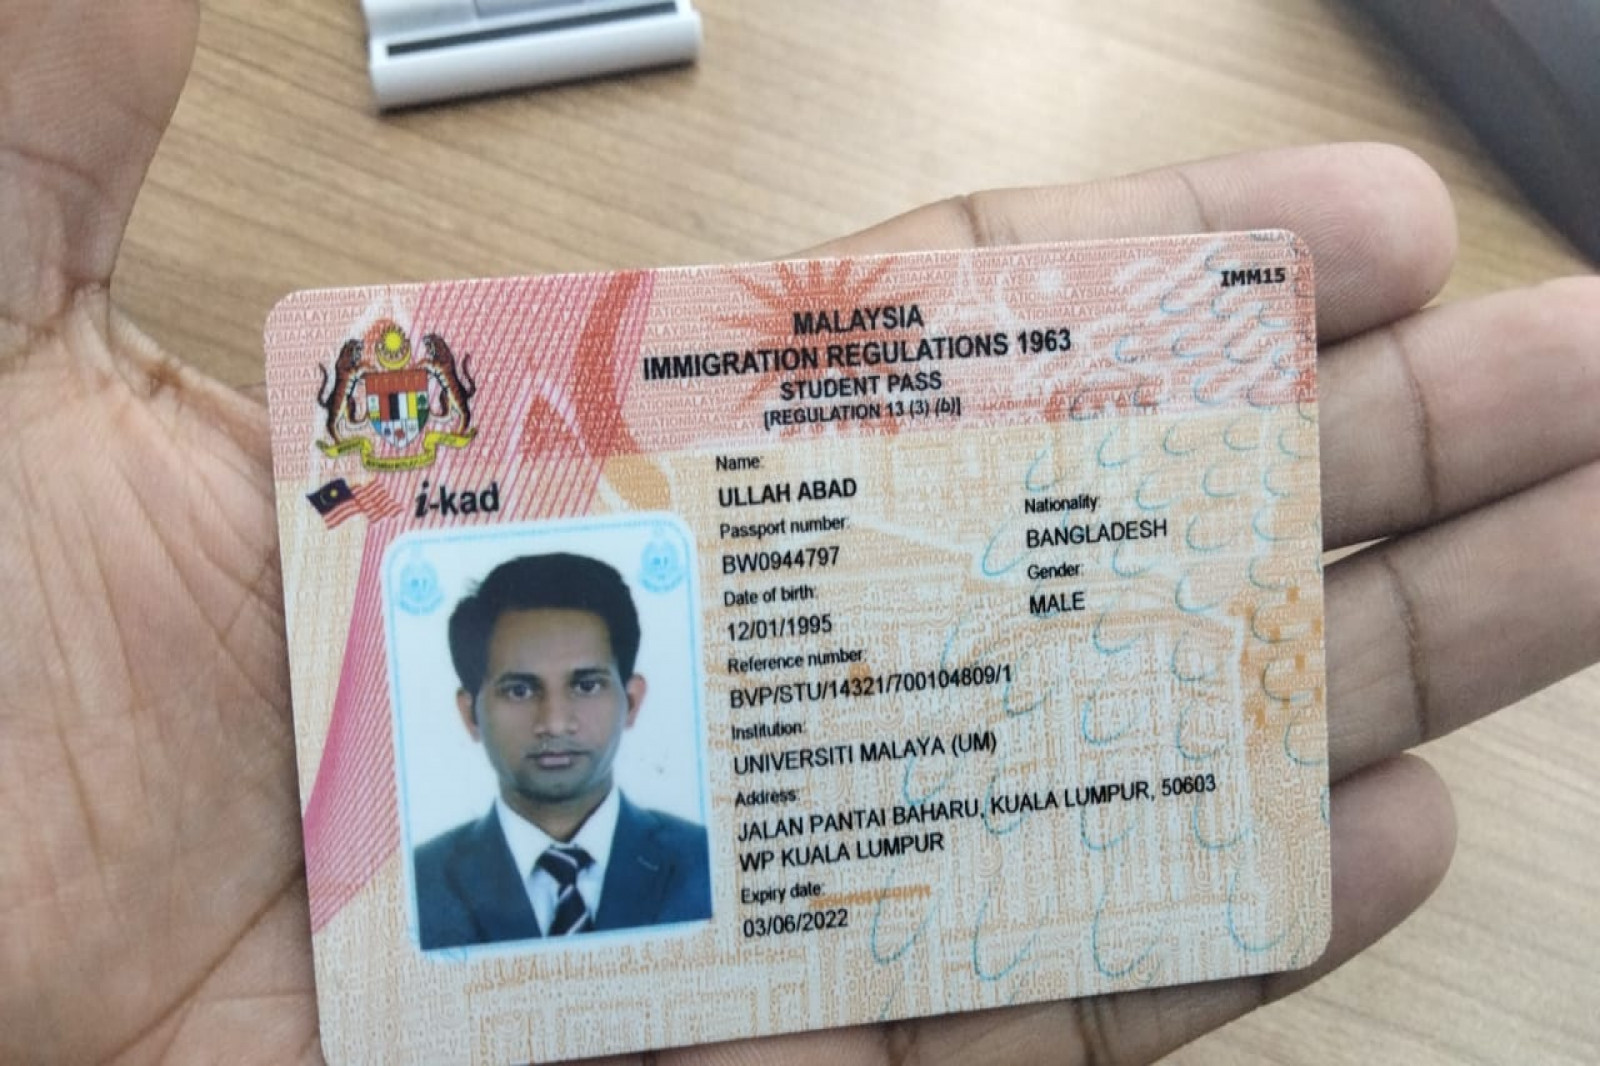 IMM15
MALAYSIA
IMMIGRATION REGULATIONS 1963
STUDENT PASS
[REGULATION 13 (3) (b)]
i-kad
Name:
ULLAH ABAD
Passport number:
BW0944797
Date of birth:
12/01/1995
Reference number:
BVP/STU/14321/700104809/1
Institution:
UNIVERSITI MALAYA (UM)
Address:
JALAN PANTAI BAHARU, KUALA LUMPUR, 50603
WP KUALA LUMPUR
Expiry date:
03/06/2022
Nationality:
BANGLADESH
Gender:
MALE